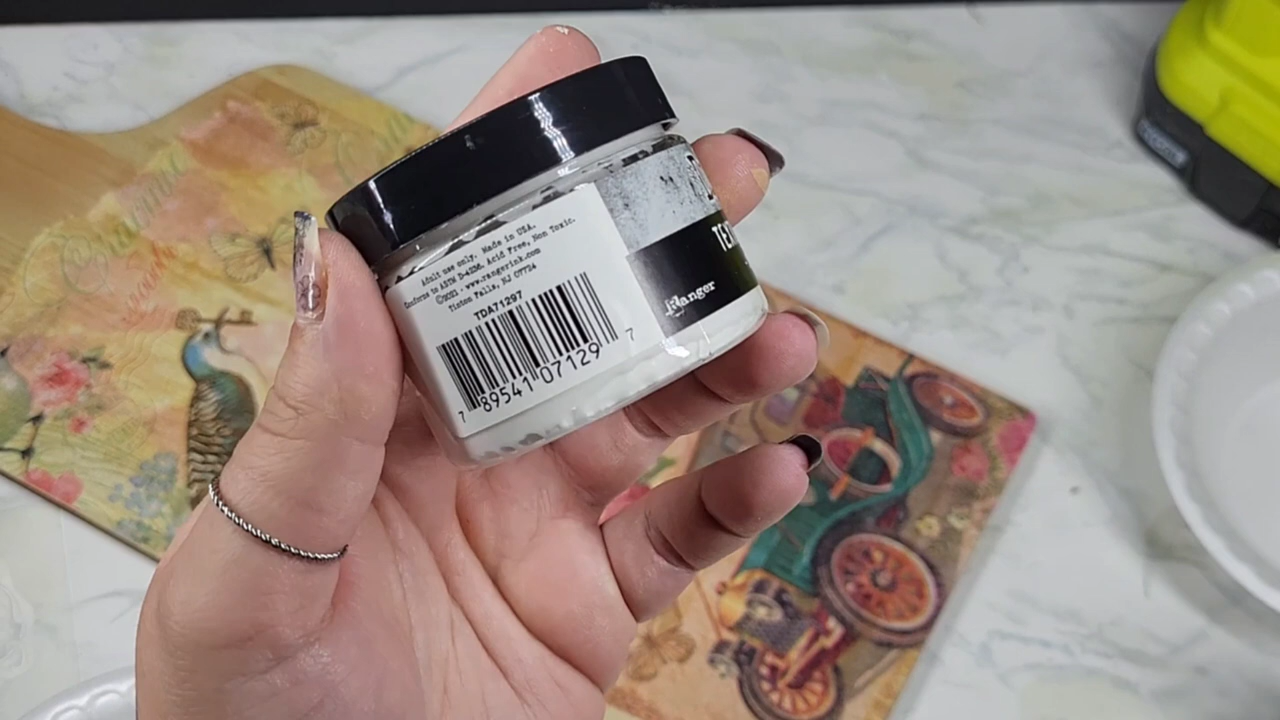 Adult use only. Made in USA.
Conforms to ASTM D-4236. Acid Free, Non Toxic.
©2021 - www.rangerink.com
Tinton Falls, NJ 07724
TDA71297
7 89541 07129 7
Ranger